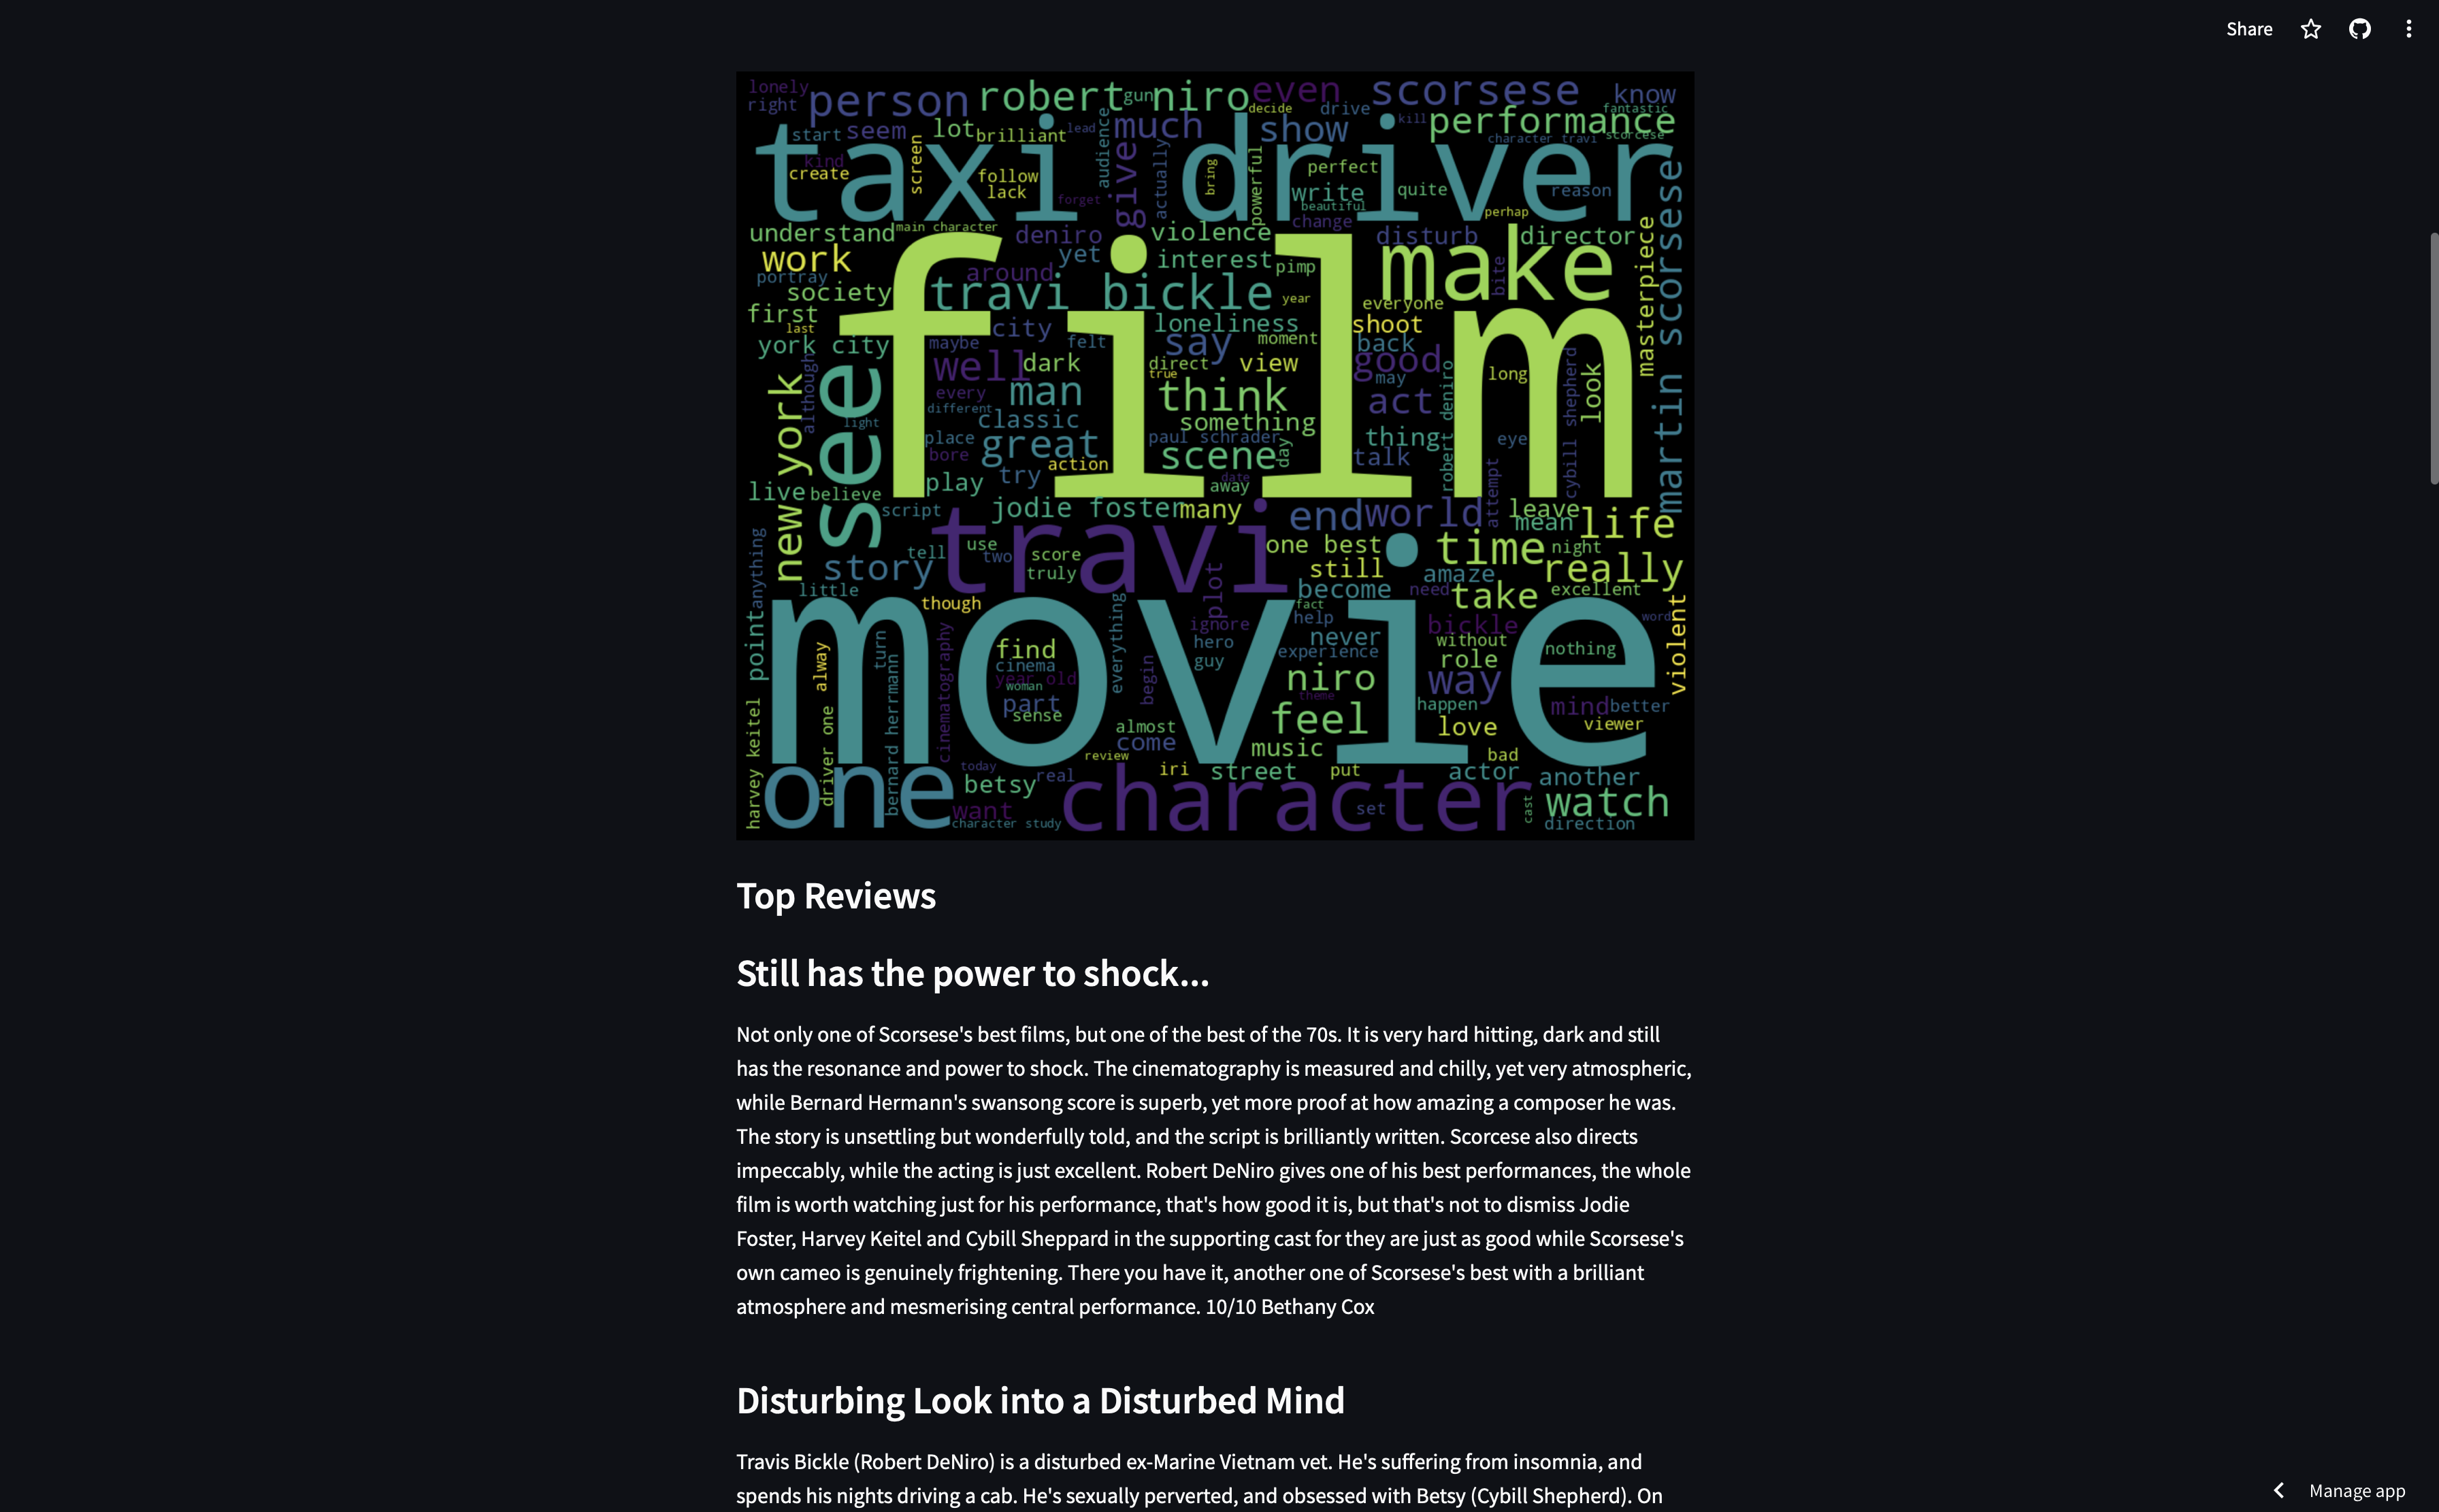 Share
lonely person robert gun niro even scorsese know
right decide drive fantastic
start seem lot brilliant lead audience much show kill performance
character travi scorcese
taxi driver
kind create screen follow lack forget give actually bring powerful perfect write quite reason
beautiful change perhap
understand main character deniro violence disturb director
work around yet interest pimp make bite masterpiece martin scorsese
portray society travi bickle year everyone
first last city loneliness shoot
york city maybe felt say moment back
film
although well dark direct view good
true may long cybill shepherd look
new york see every man think act robert deniro
different light classic something
place great paul schrader thing eye
bore scene day talk
action try date
live believe play away attempt
script jodie foster many end world leave mean life
anything travi
tell use two score one best time night
story truly still amaze really
little plot become need take excellent
though fact word
movie
point everything ignore help bickle violent
turn find hero never without
alway cinema guy experience role nothing
year old begin niro way
woman theme
harvey keitel driver one bernard herrmann cinematography part happen mind better
sense almost feel love viewer
come music bad
review
today real iri street put actor another
one betsy character watch
want set cast
character study direction
Top Reviews
Still has the power to shock...
Not only one of Scorsese's best films, but one of the best of the 70s. It is very hard hitting, dark and still
has the resonance and power to shock. The cinematography is measured and chilly, yet very atmospheric,
while Bernard Hermann's swansong score is superb, yet more proof at how amazing a composer he was.
The story is unsettling but wonderfully told, and the script is brilliantly written. Scorcese also directs
impeccably, while the acting is just excellent. Robert DeNiro gives one of his best performances, the whole
film is worth watching just for his performance, that's how good it is, but that's not to dismiss Jodie
Foster, Harvey Keitel and Cybill Sheppard in the supporting cast for they are just as good while Scorsese's
own cameo is genuinely frightening. There you have it, another one of Scorsese's best with a brilliant
atmosphere and mesmerising central performance. 10/10 Bethany Cox
Disturbing Look into a Disturbed Mind
Travis Bickle (Robert DeNiro) is a disturbed ex-Marine Vietnam vet. He's suffering from insomnia, and
spends his nights driving a cab. He's sexually perverted, and obsessed with Betsy (Cybill Shepherd). On
Manage app